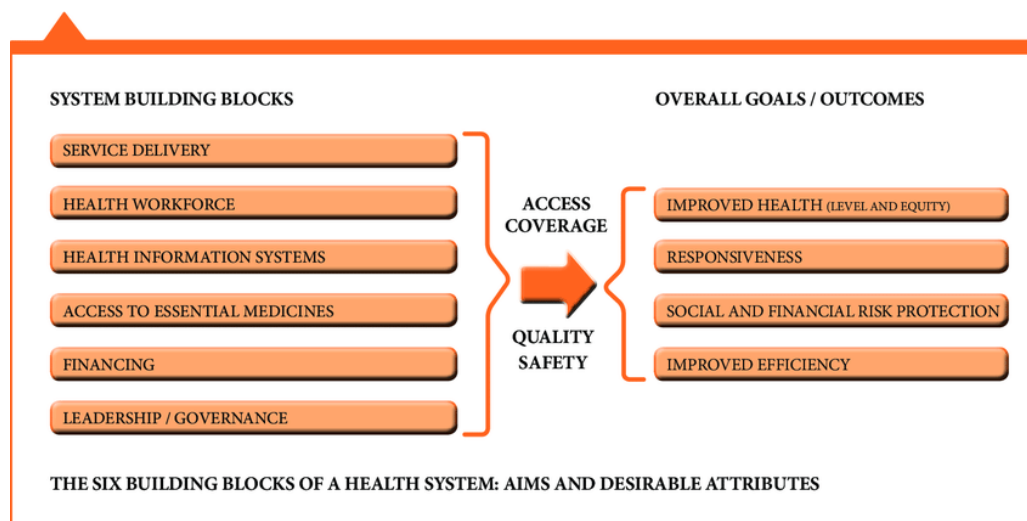 SYSTEM BUILDING BLOCKS
SERVICE DELIVERY
HEALTH WORKFORCE
HEALTH INFORMATION SYSTEMS
ACCESS TO ESSENTIAL MEDICINES
FINANCING
LEADERSHIP / GOVERNANCE
ACCESS
COVERAGE
QUALITY
SAFETY
OVERALL GOALS / OUTCOMES
IMPROVED HEALTH (LEVEL AND EQUITY)
RESPONSIVENESS
SOCIAL AND FINANCIAL RISK PROTECTION
IMPROVED EFFICIENCY
THE SIX BUILDING BLOCKS OF A HEALTH SYSTEM: AIMS AND DESIRABLE ATTRIBUTES